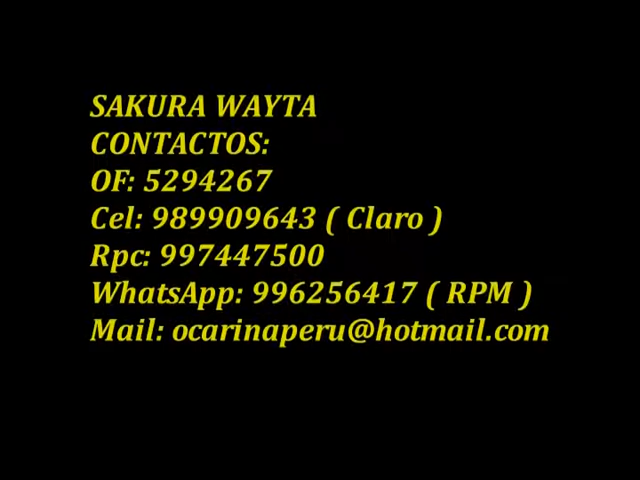 SAKURA WAYTA
CONTACTOS:
OF: 5294267
Cel: 989909643 ( Claro )
Rpc: 997447500
WhatsApp: 996256417 ( RPM )
Mail: ocarinaperu@hotmail.com